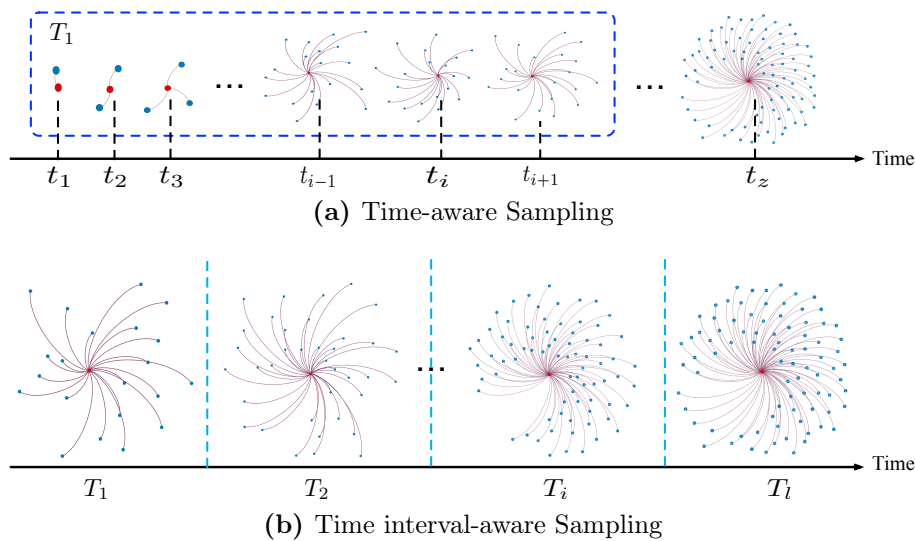 T_1
...
...
Time
t_1 t_2 t_3 t_{i-1} t_i t_{i+1} t_z
(a) Time-aware Sampling
...
Time
T_1 T_2 T_i T_l
(b) Time interval-aware Sampling